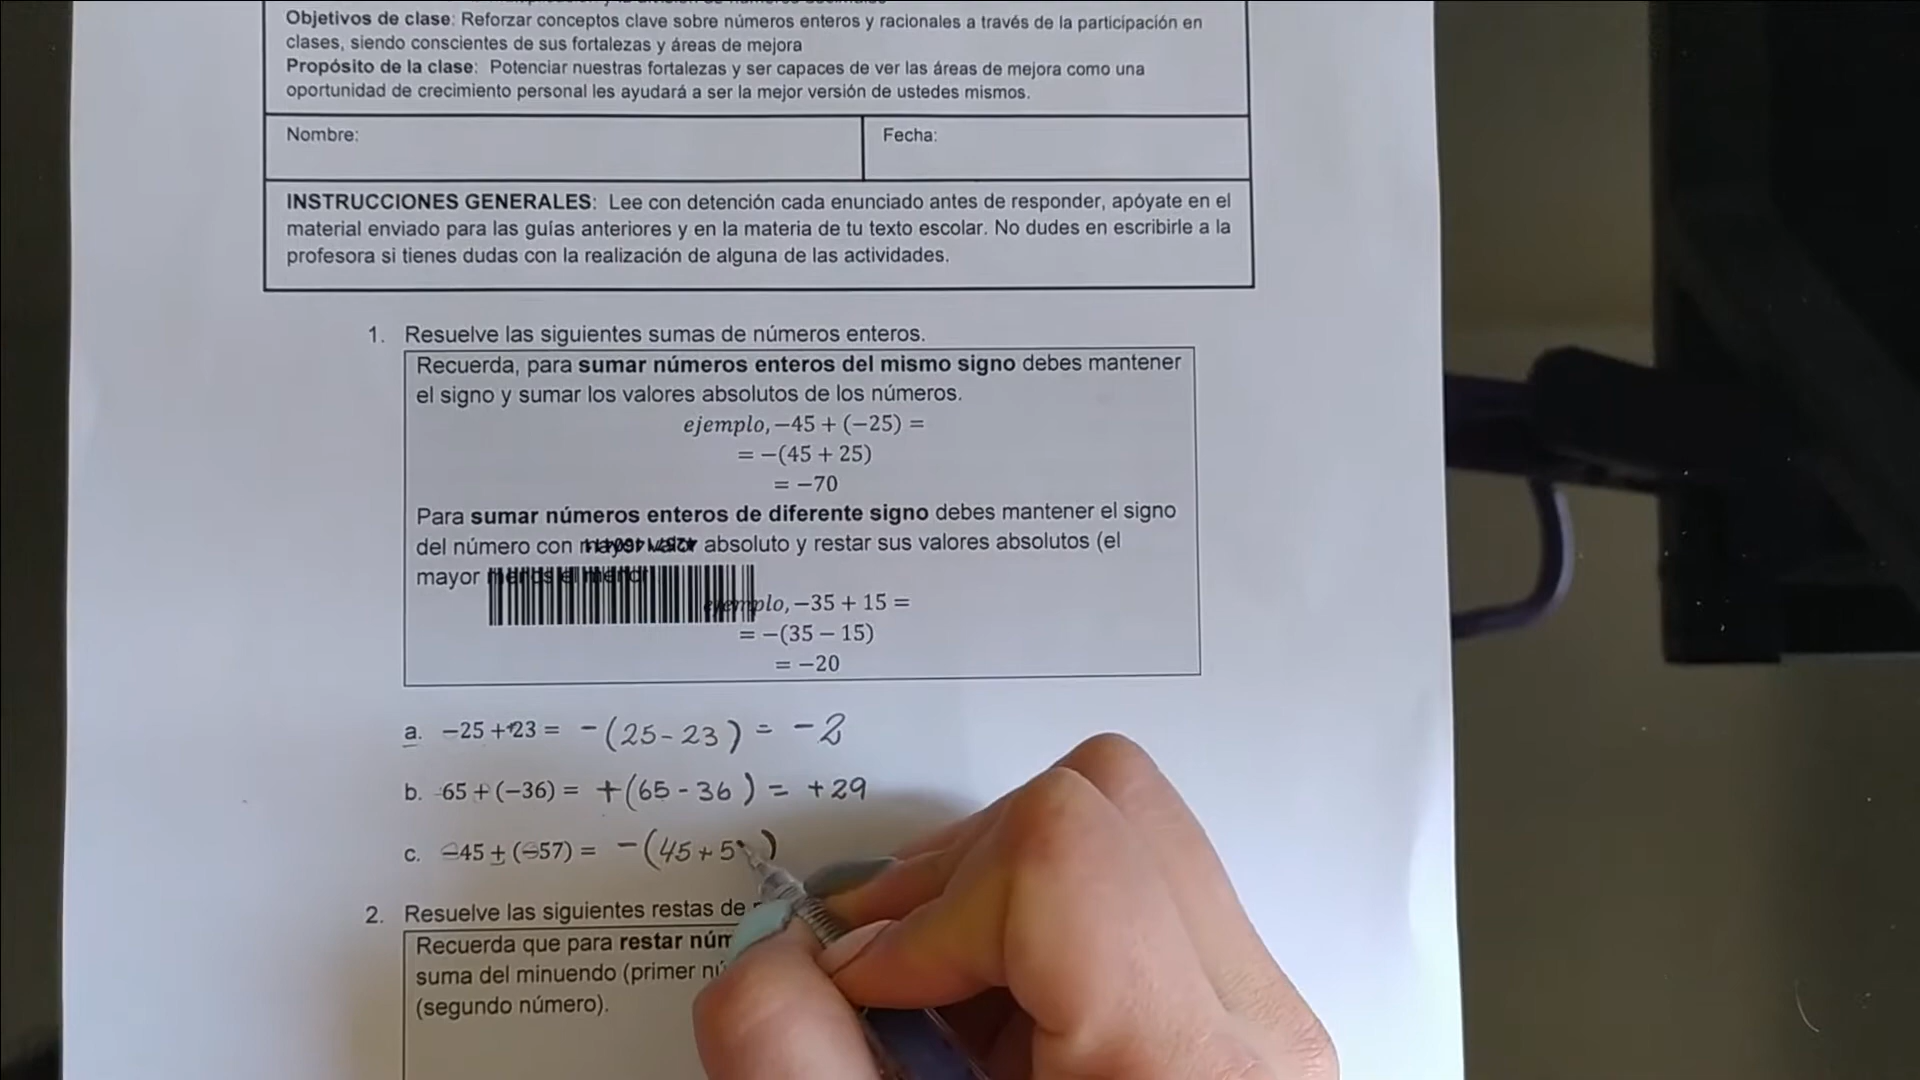 Objetivos de clase: Reforzar conceptos clave sobre números enteros y racionales a través de la participación en
clases, siendo conscientes de sus fortalezas y áreas de mejora
Propósito de la clase: Potenciar nuestras fortalezas y ser capaces de ver las áreas de mejora como una
oportunidad de crecimiento personal les ayudará a ser la mejor versión de ustedes mismos.
Nombre:
Fecha:
INSTRUCCIONES GENERALES: Lee con detención cada enunciado antes de responder, apóyate en el
material enviado para las guías anteriores y en la materia de tu texto escolar. No dudes en escribirle a la
profesora si tienes dudas con la realización de alguna de las actividades.
1. Resuelve las siguientes sumas de números enteros.
Recuerda, para sumar números enteros del mismo signo debes mantener
el signo y sumar los valores absolutos de los números.
ejemplo, −45 + (−25) =
= −(45 + 25)
= −70
Para sumar números enteros de diferente signo debes mantener el signo
del número con mayor valor absoluto y restar sus valores absolutos (el
mayor menos el menor
ejemplo, −35 + 15 =
= −(35 − 15)
= −20
a. −25 + +23 = -(25-23) = -2
b. 65 + (−36) = +(65-36) = +29
c. −45 + (−57) = -(45+5 )
2. Resuelve las siguientes restas de
Recuerda que para restar núm
suma del minuendo (primer nú
(segundo número).